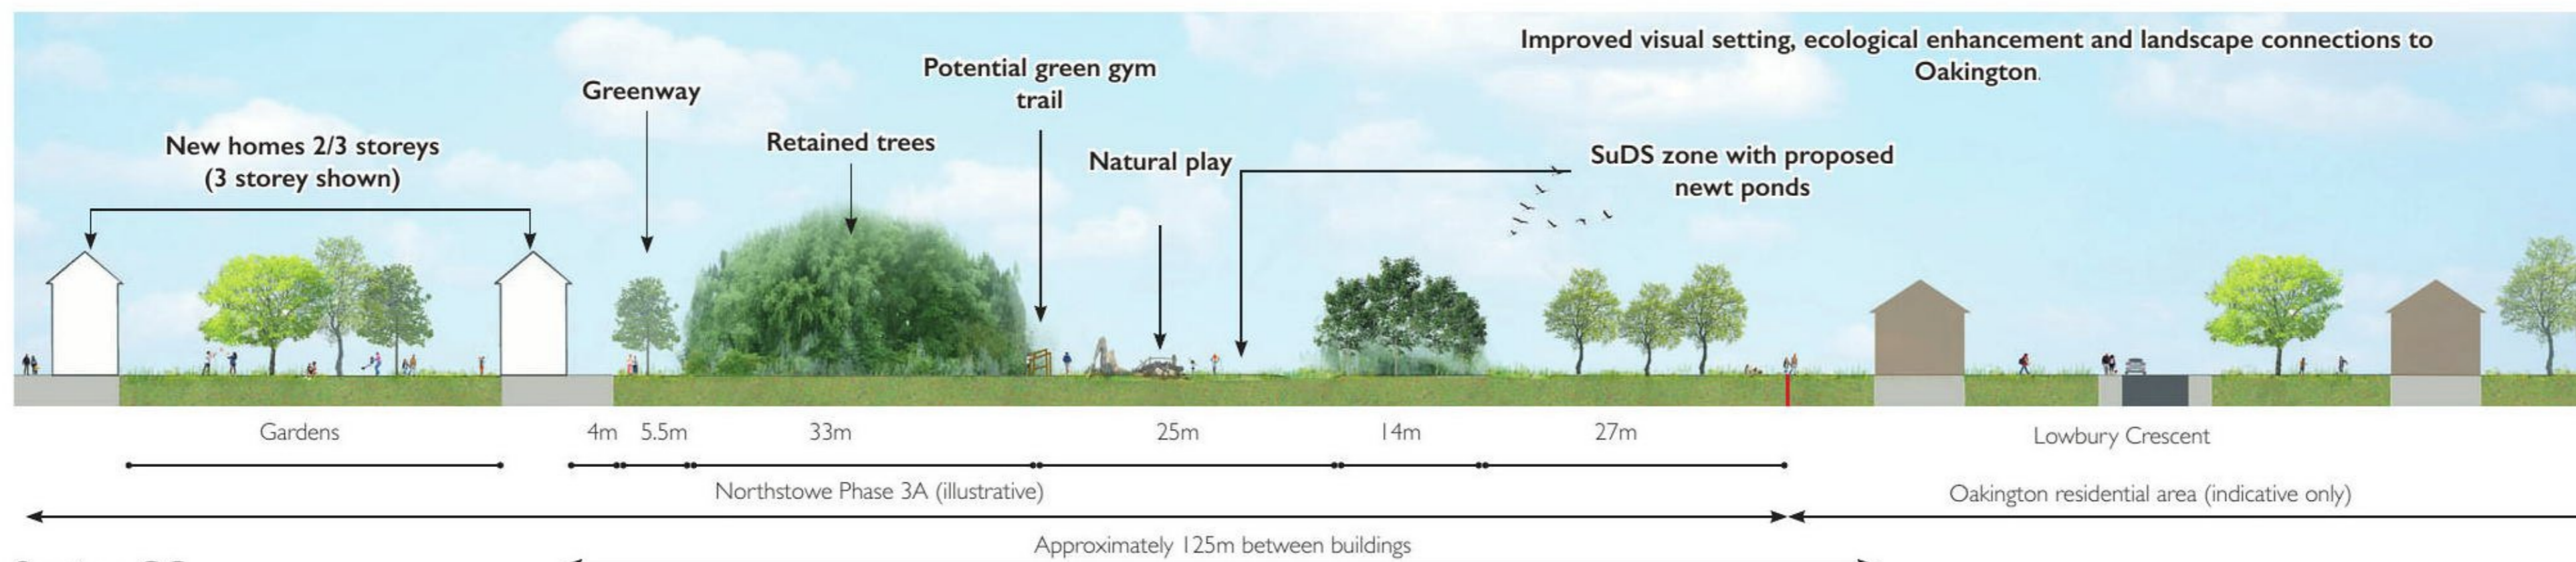 Improved visual setting, ecological enhancement and landscape connections to
Oakington.
Potential green gym
trail
Greenway
New homes 2/3 storeys
(3 storey shown)
Retained trees
Natural play
SuDS zone with proposed
newt ponds
Gardens
4m
5.5m
33m
25m
14m
27m
Lowbury Crescent
Northstowe Phase 3A (illustrative)
Oakington residential area (indicative only)
Approximately 125m between buildings